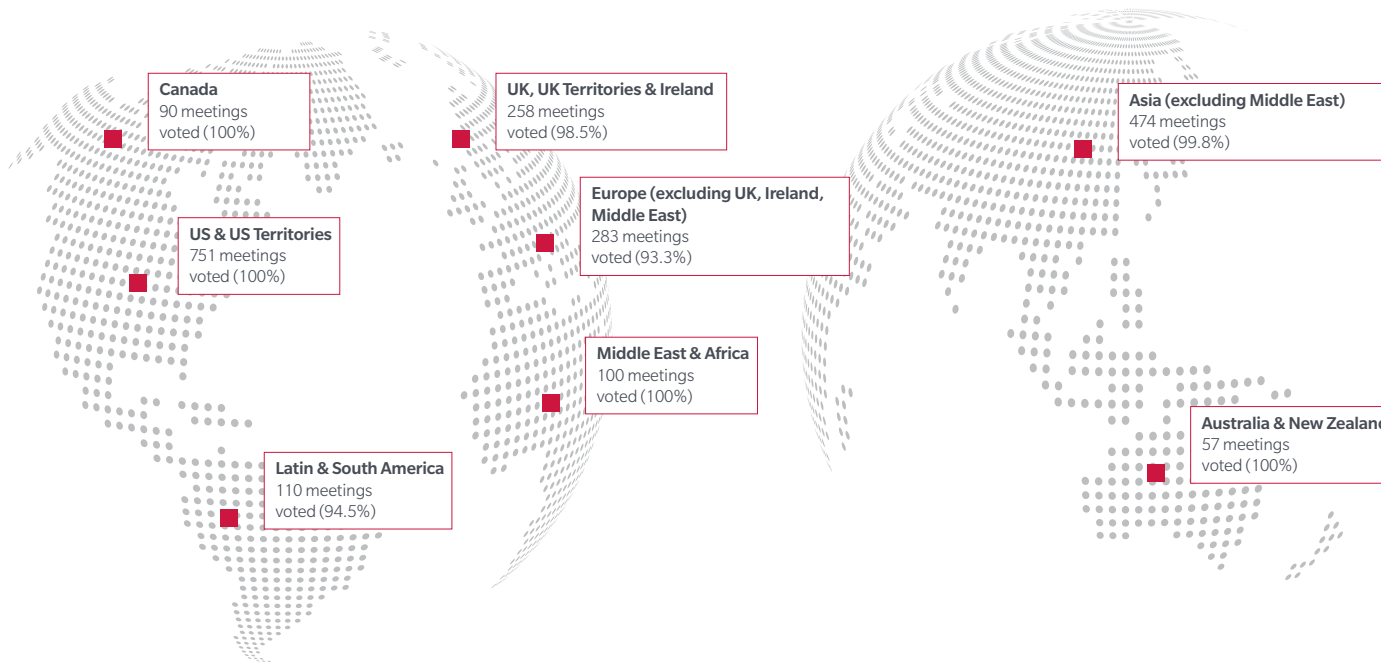 Canada
90 meetings
voted (100%)
UK, UK Territories & Ireland
258 meetings
voted (98.5%)
Asia (excluding Middle East)
474 meetings
voted (99.8%)
Europe (excluding UK, Ireland,
Middle East)
283 meetings
voted (93.3%)
US & US Territories
751 meetings
voted (100%)
Middle East & Africa
100 meetings
voted (100%)
Australia & New Zealand
57 meetings
voted (100%)
Latin & South America
110 meetings
voted (94.5%)